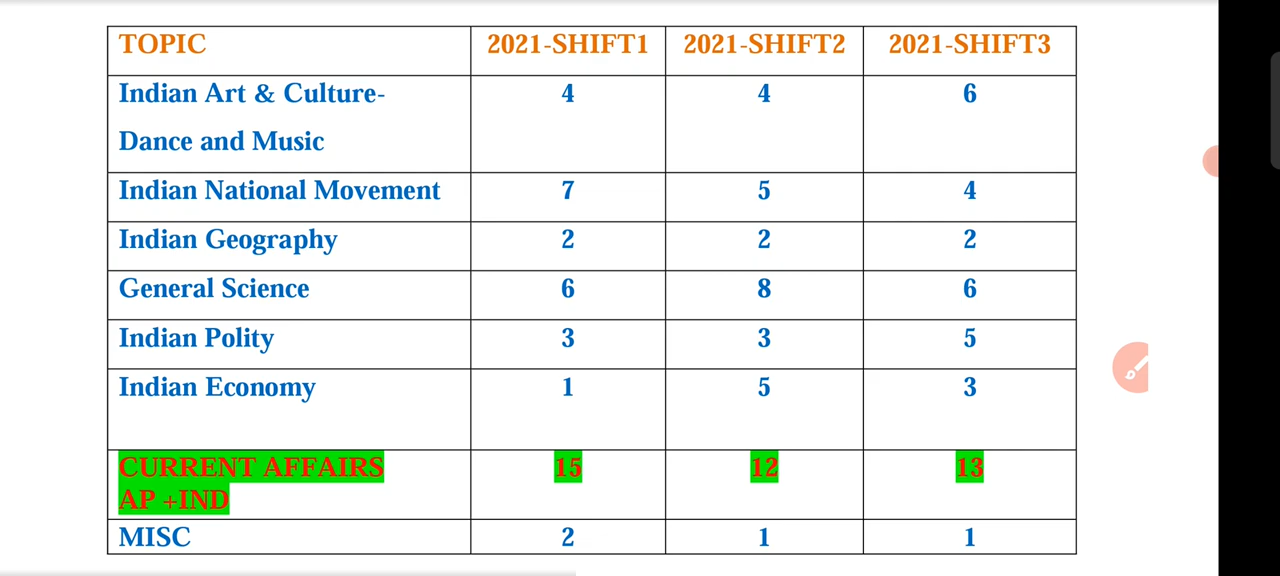 TOPIC 2021-SHIFT1 2021-SHIFT2 2021-SHIFT3
Indian Art & Culture- 4 4 6
Dance and Music
Indian National Movement 7 5 4
Indian Geography 2 2 2
General Science 6 8 6
Indian Polity 3 3 5
Indian Economy 1 5 3
CURRENT AFFAIRS 15 12 13
AP +IND
MISC 2 1 1